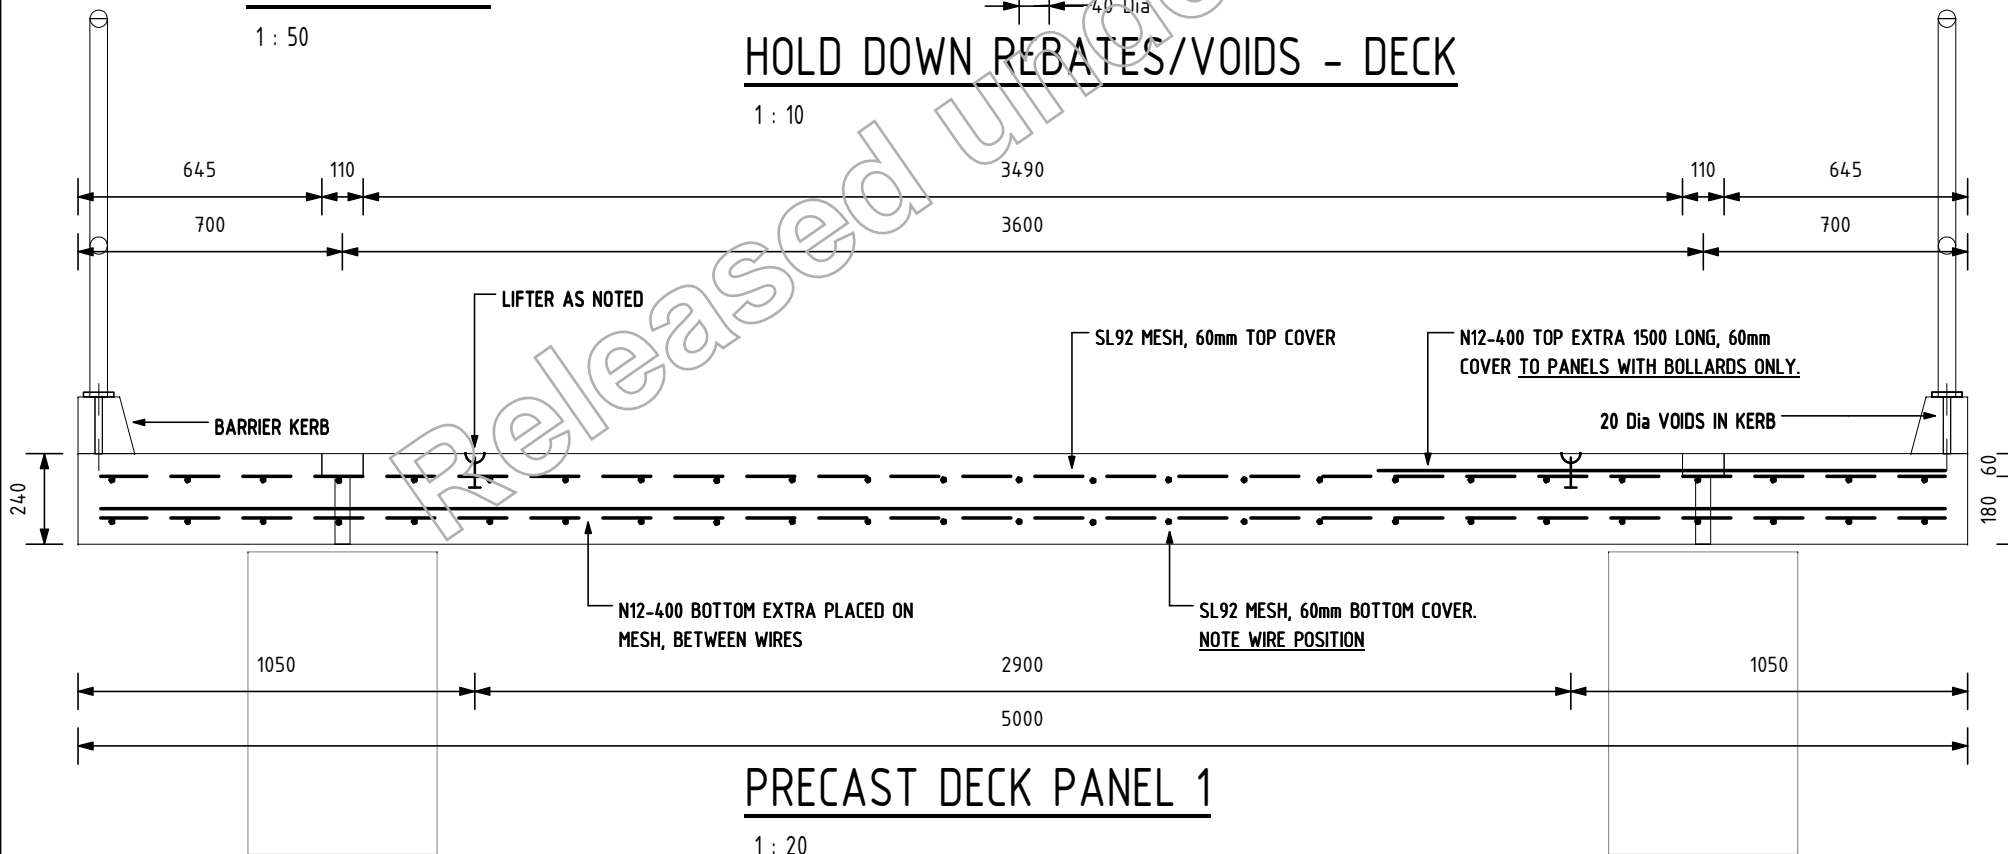 1 : 50
40 Dia
HOLD DOWN REBATES/VOIDS - DECK
1 : 10
645
110
3490
110
645
700
3600
700
LIFTER AS NOTED
SL92 MESH, 60mm TOP COVER
N12-400 TOP EXTRA 1500 LONG, 60mm
COVER TO PANELS WITH BOLLARDS ONLY.
BARRIER KERB
20 Dia VOIDS IN KERB
240
60
180
N12-400 BOTTOM EXTRA PLACED ON
MESH, BETWEEN WIRES
SL92 MESH, 60mm BOTTOM COVER.
NOTE WIRE POSITION
1050
2900
1050
5000
PRECAST DECK PANEL 1
1 : 20
Released unde